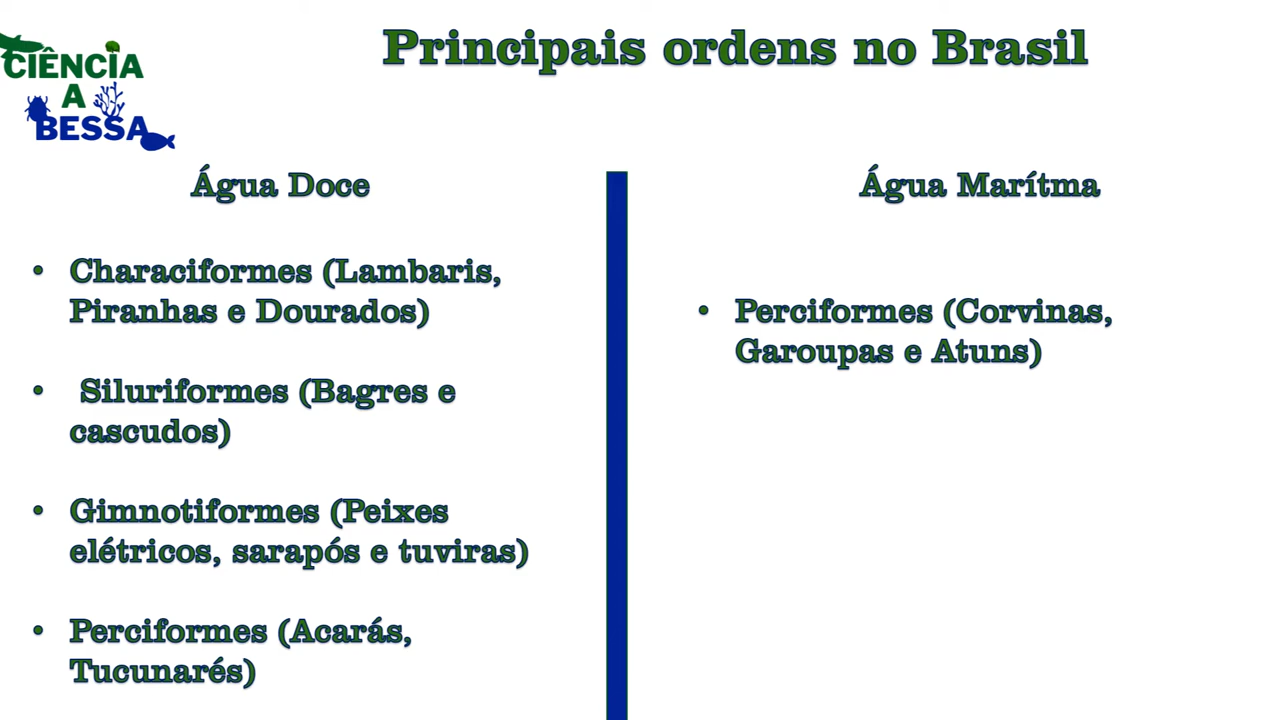 CIÊNCIA
A
BESSA
Principais ordens no Brasil
Água Doce
• Characiformes (Lambaris,
Piranhas e Dourados)
• Siluriformes (Bagres e
cascudos)
• Gimnotiformes (Peixes
elétricos, sarapós e tuviras)
• Perciformes (Acarás,
Tucunarés)
Água Marítma
• Perciformes (Corvinas,
Garoupas e Atuns)